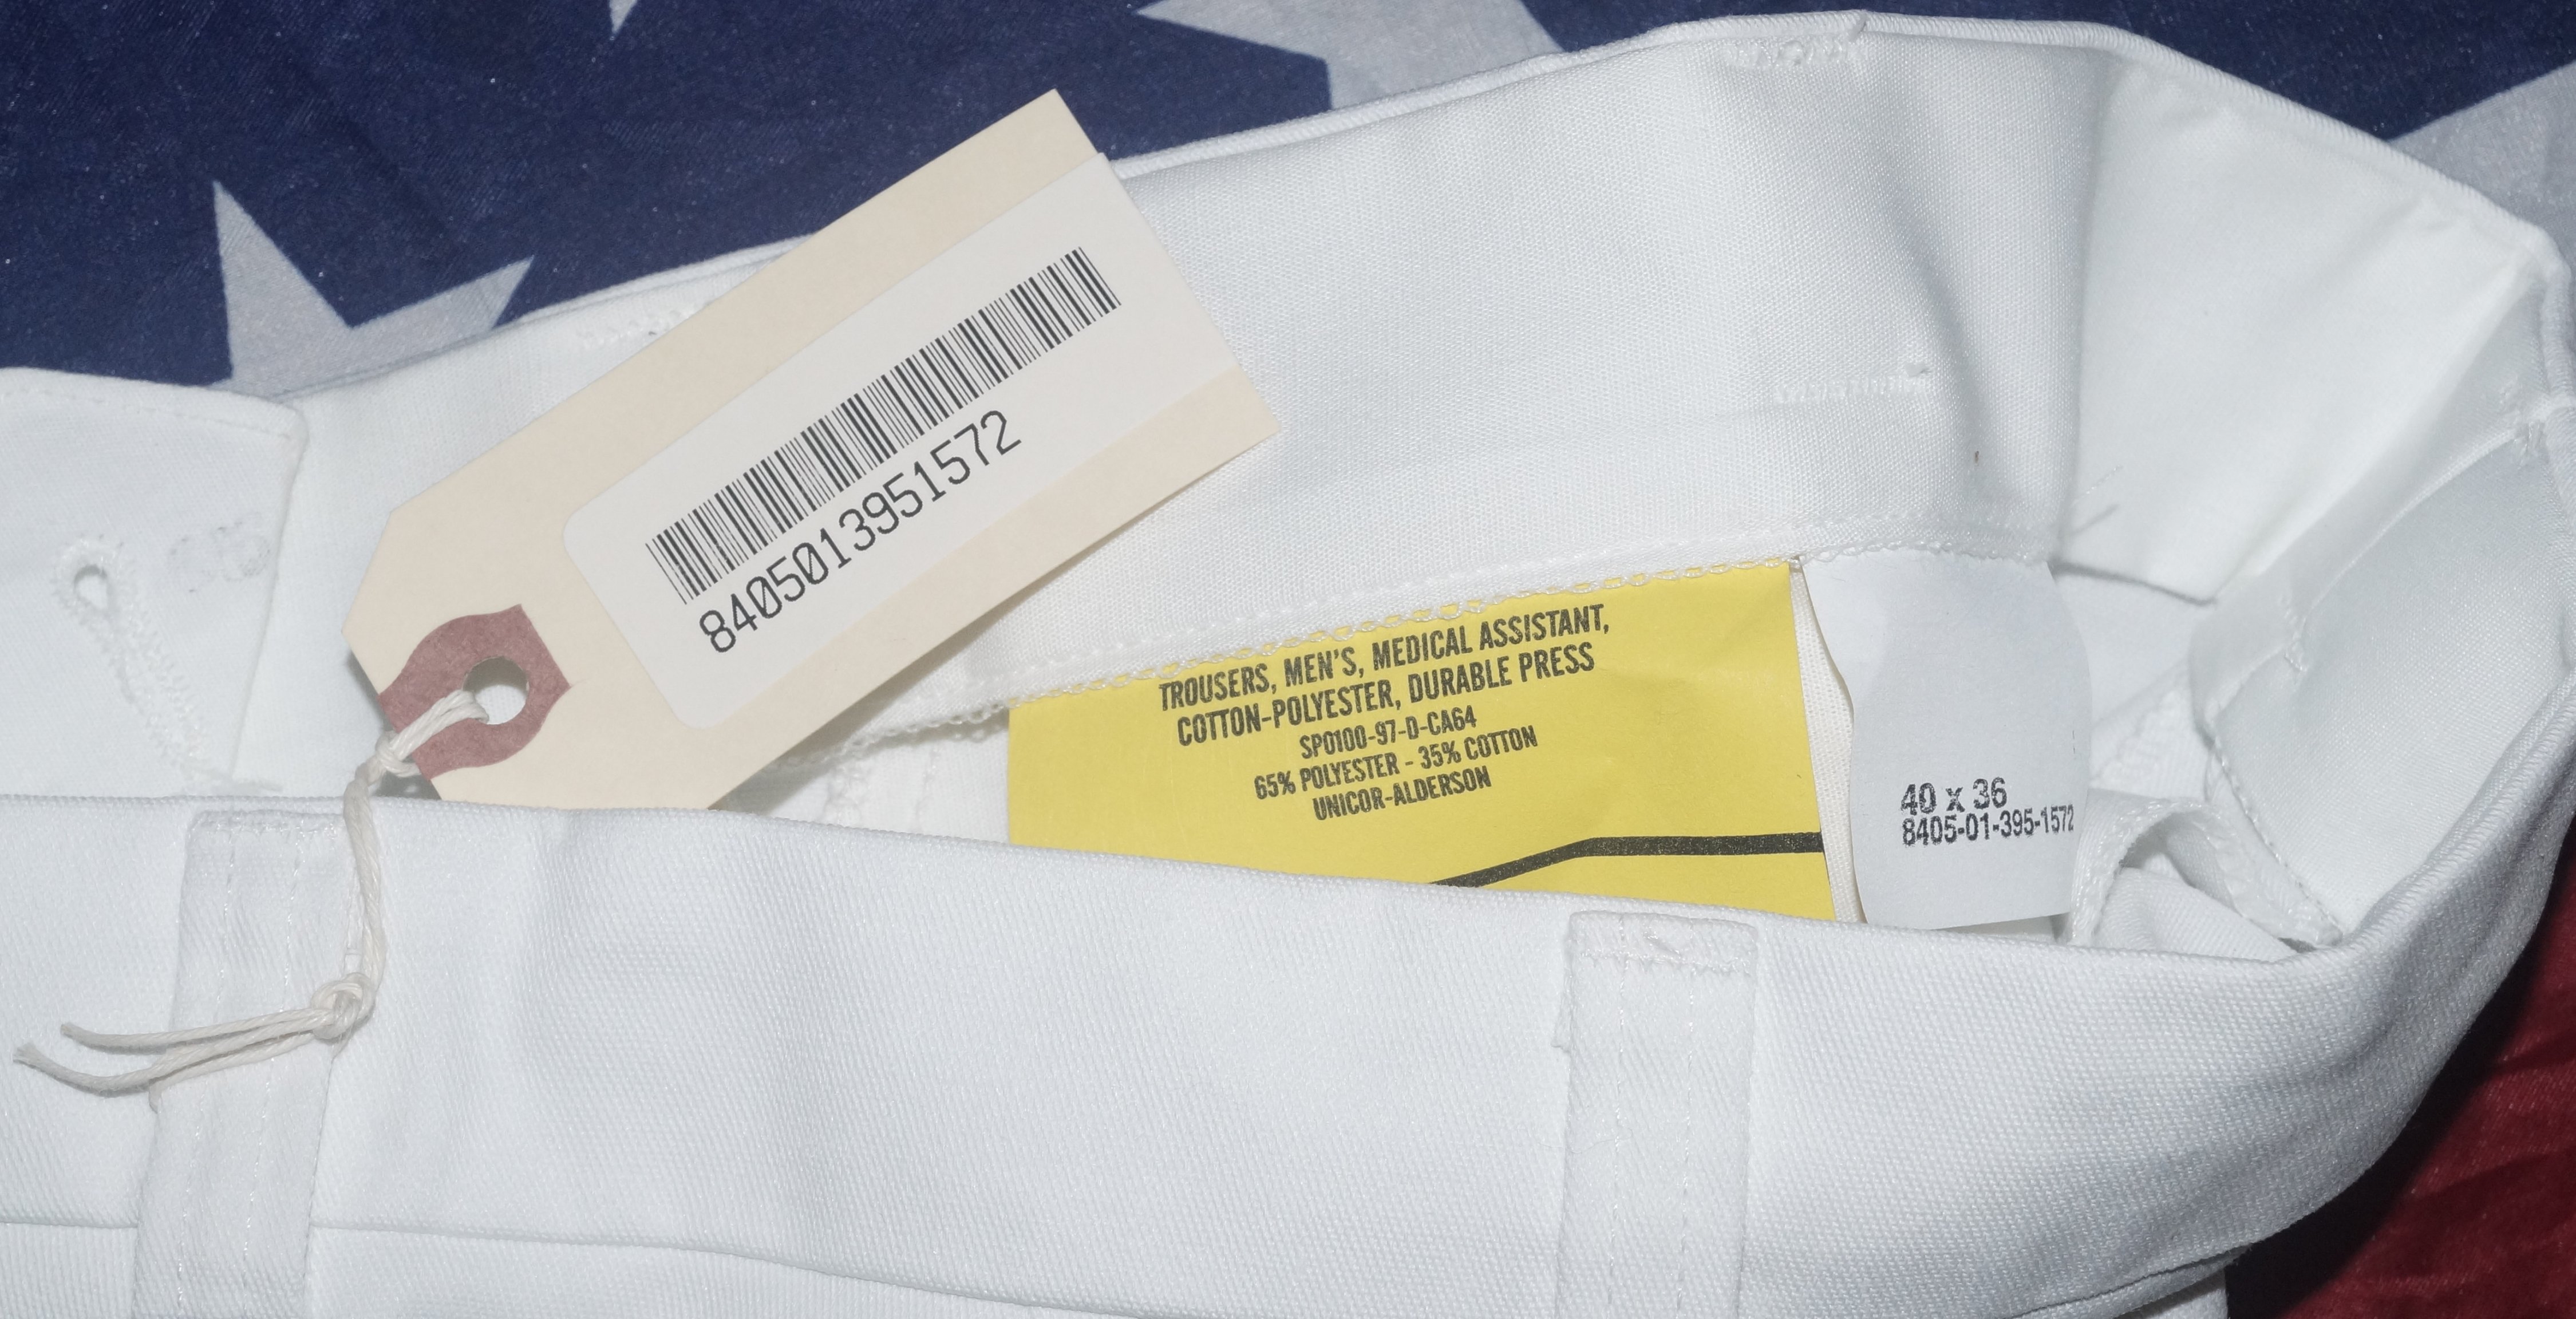 8405013951572
TROUSERS, MEN'S, MEDICAL ASSISTANT,
COTTON-POLYESTER, DURABLE PRESS
SP0100-97-D-CA64
65% POLYESTER - 35% COTTON
UNICOR-ALDERSON
40 x 36
8405-01-395-1572